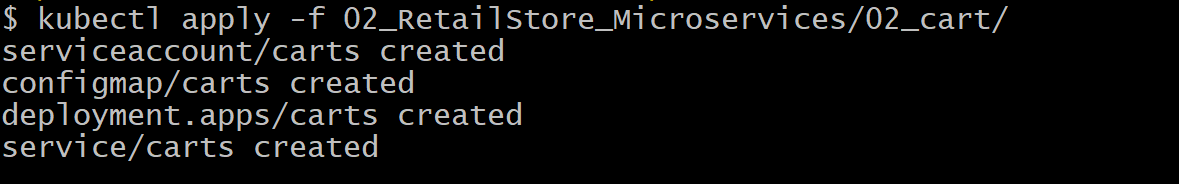 $ kubectl apply -f 02_RetailStore_Microservices/02_cart/
serviceaccount/carts created
configmap/carts created
deployment.apps/carts created
service/carts created